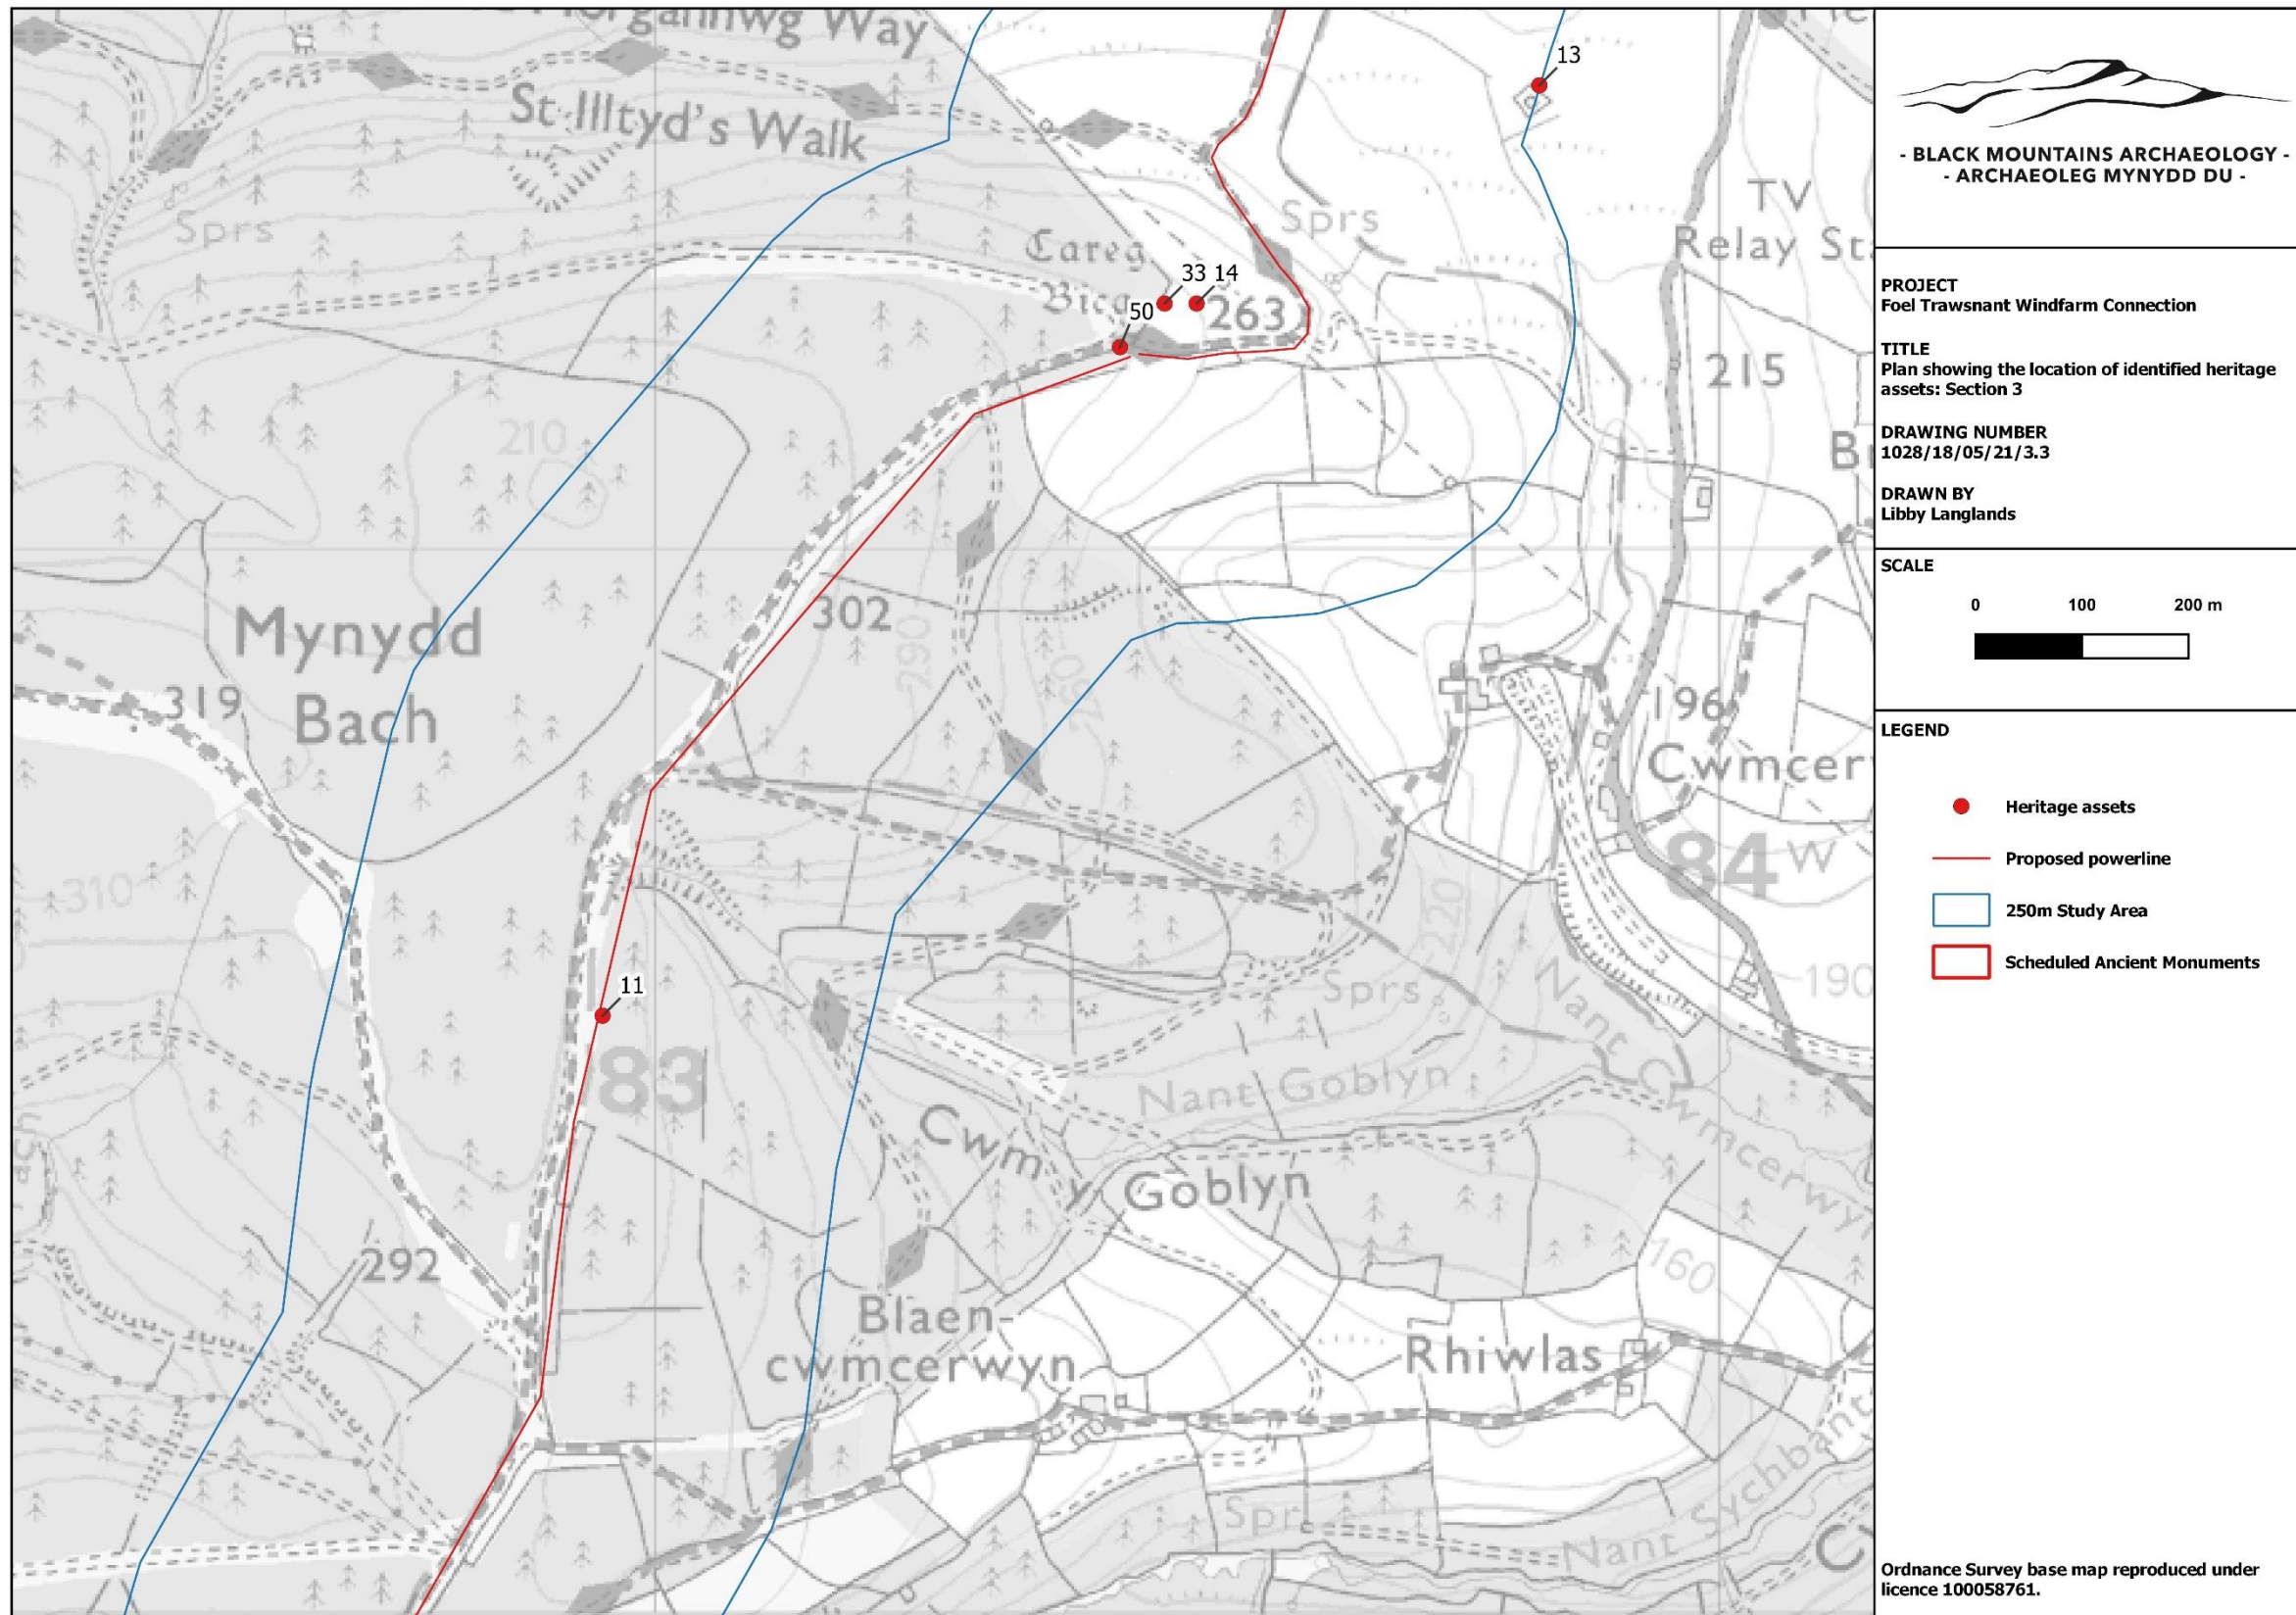 Morgannwg Way
St Illtyd's Walk
13
Sprs
Sprs
TV
Relay St
Careg
Bica
33 14
50
263
215
210
302
290
Mynydd
Bach
319
196
Cwmcer
84
W
310
220
190
Sprs
11
83
Nant Cwmcerwyn
Nant Goblyn
Cwm y Goblyn
160
292
Blaen-
cwmcerwyn
Rhiwlas
Spr
Nant Sychbant
- BLACK MOUNTAINS ARCHAEOLOGY -
- ARCHAEOLEG MYNYDD DU -
PROJECT
Foel Trawsnant Windfarm Connection
TITLE
Plan showing the location of identified heritage
assets: Section 3
DRAWING NUMBER
1028/18/05/21/3.3
DRAWN BY
Libby Langlands
SCALE
0 100 200 m
LEGEND
Heritage assets
Proposed powerline
250m Study Area
Scheduled Ancient Monuments
Ordnance Survey base map reproduced under
licence 100058761.